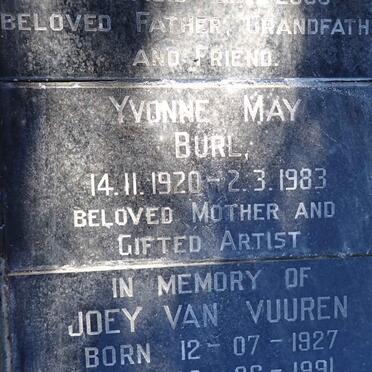 BELOVED FATHER, GRANDFATH
AND FRIEND.
YVONNE MAY
BURL,
14.11.1920 - 2.3.1983
BELOVED MOTHER AND
GIFTED ARTIST
IN MEMORY OF
JOEY VAN VUUREN
BORN 12-07-1927
1991